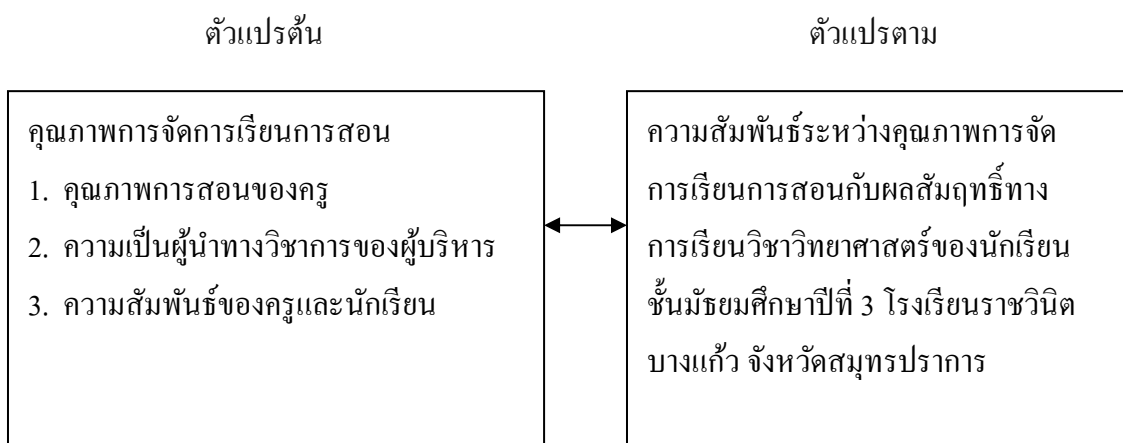 ตัวแปรต้น
ตัวแปรตาม
คุณภาพการจัดการเรียนการสอน
1. คุณภาพการสอนของครู
2. ความเป็นผู้นำทางวิชาการของผู้บริหาร
3. ความสัมพันธ์ของครูและนักเรียน
ความสัมพันธ์ระหว่างคุณภาพการจัด
การเรียนการสอนกับผลสัมฤทธิ์ทาง
การเรียนวิชาวิทยาศาสตร์ของนักเรียน
ชั้นมัธยมศึกษาปีที่ 3 โรงเรียนราชวินิต
บางแก้ว จังหวัดสมุทรปราการ